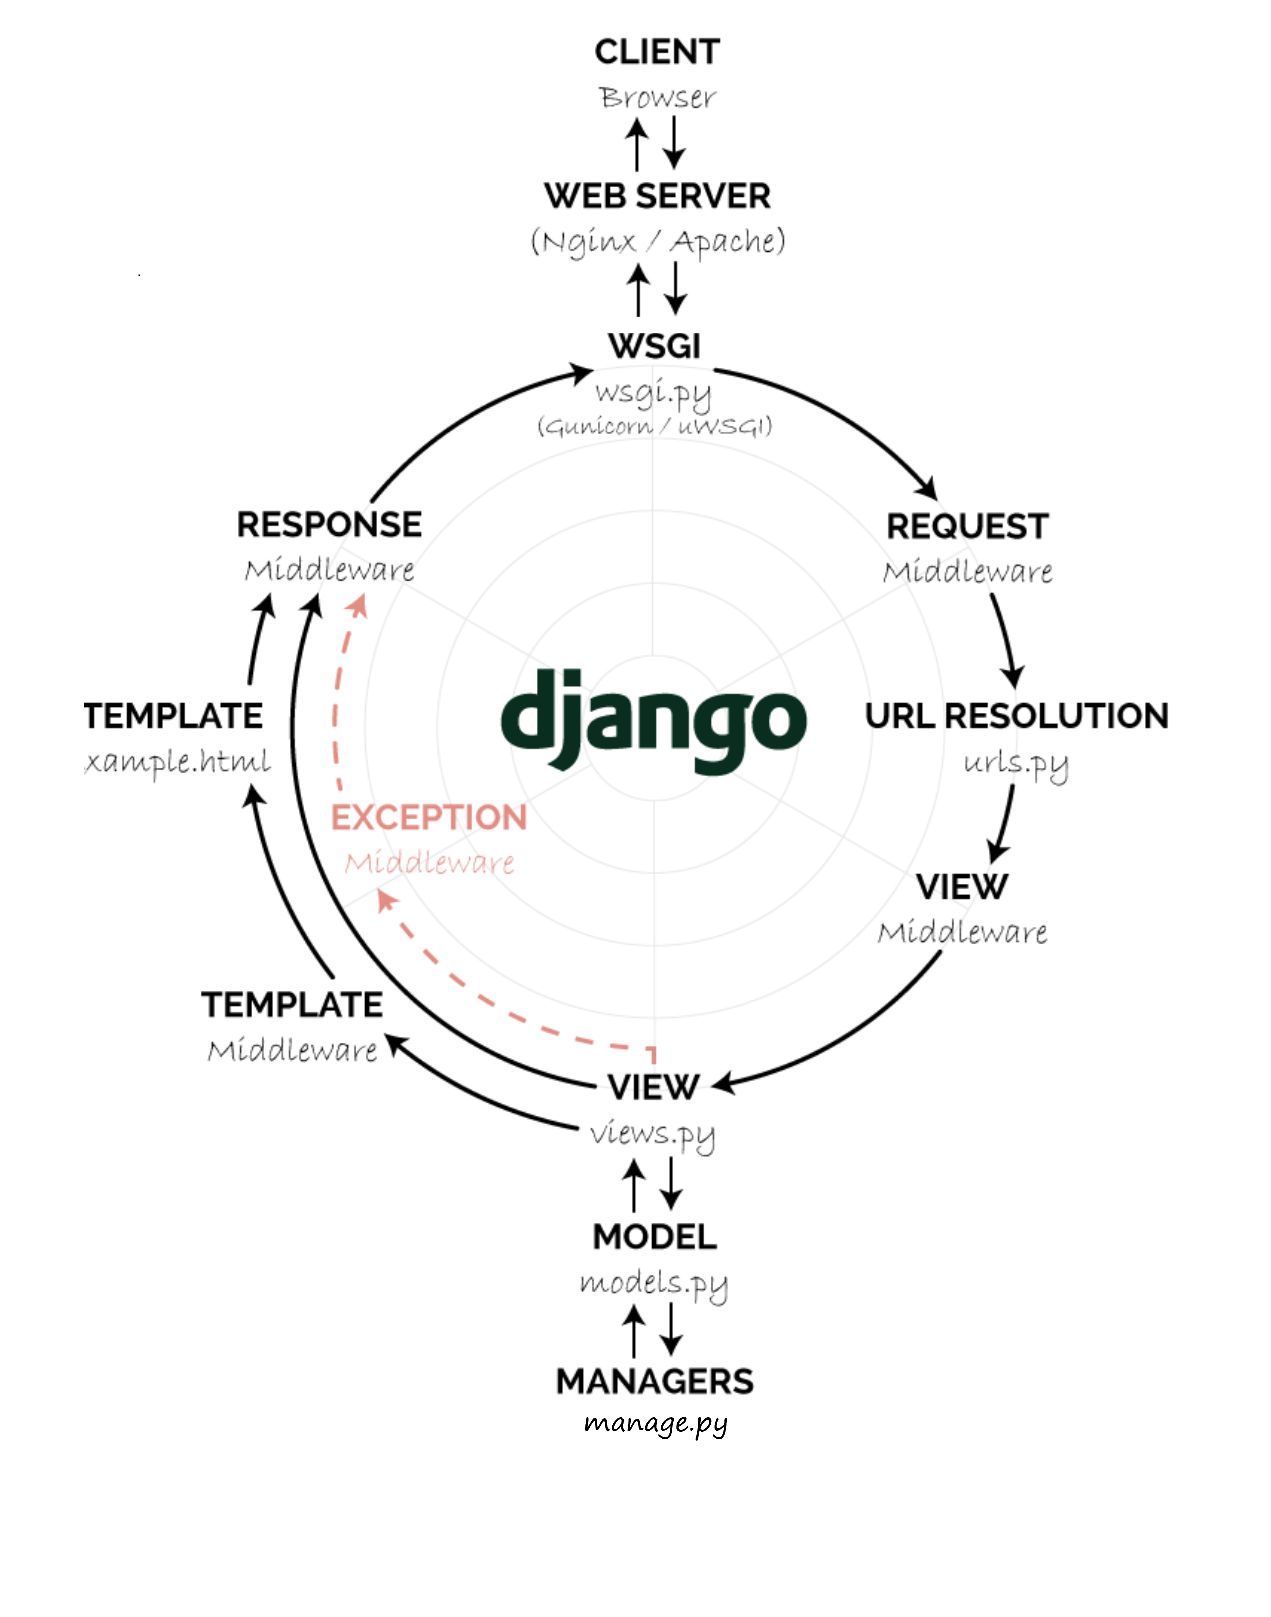 CLIENT
Browser
WEB SERVER
(Nginx / Apache)
WSGI
wsgi.py
(Gunicorn / uWSGI)
RESPONSE
Middleware
REQUEST
Middleware
TEMPLATE
xample.html
django
URL RESOLUTION
urls.py
EXCEPTION
Middleware
VIEW
Middleware
TEMPLATE
Middleware
VIEW
views.py
MODEL
models.py
MANAGERS
manage.py